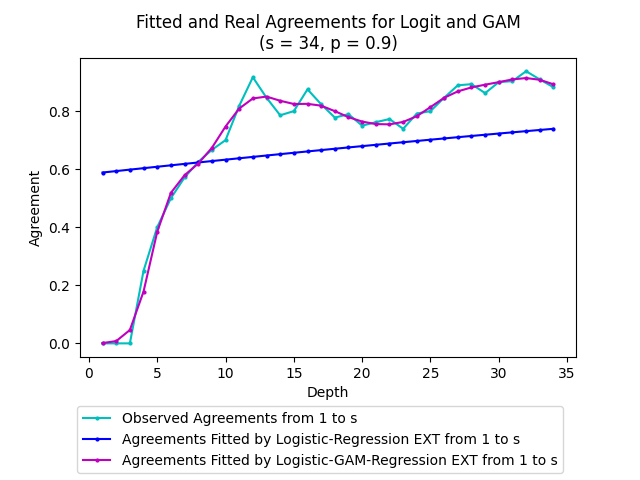 Fitted and Real Agreements for Logit and GAM
(s = 34, p = 0.9)
Agreement
0.8
0.6
0.4
0.2
0.0
0 5 10 15 20 25 30 35
Depth
Observed Agreements from 1 to s
Agreements Fitted by Logistic-Regression EXT from 1 to s
Agreements Fitted by Logistic-GAM-Regression EXT from 1 to s